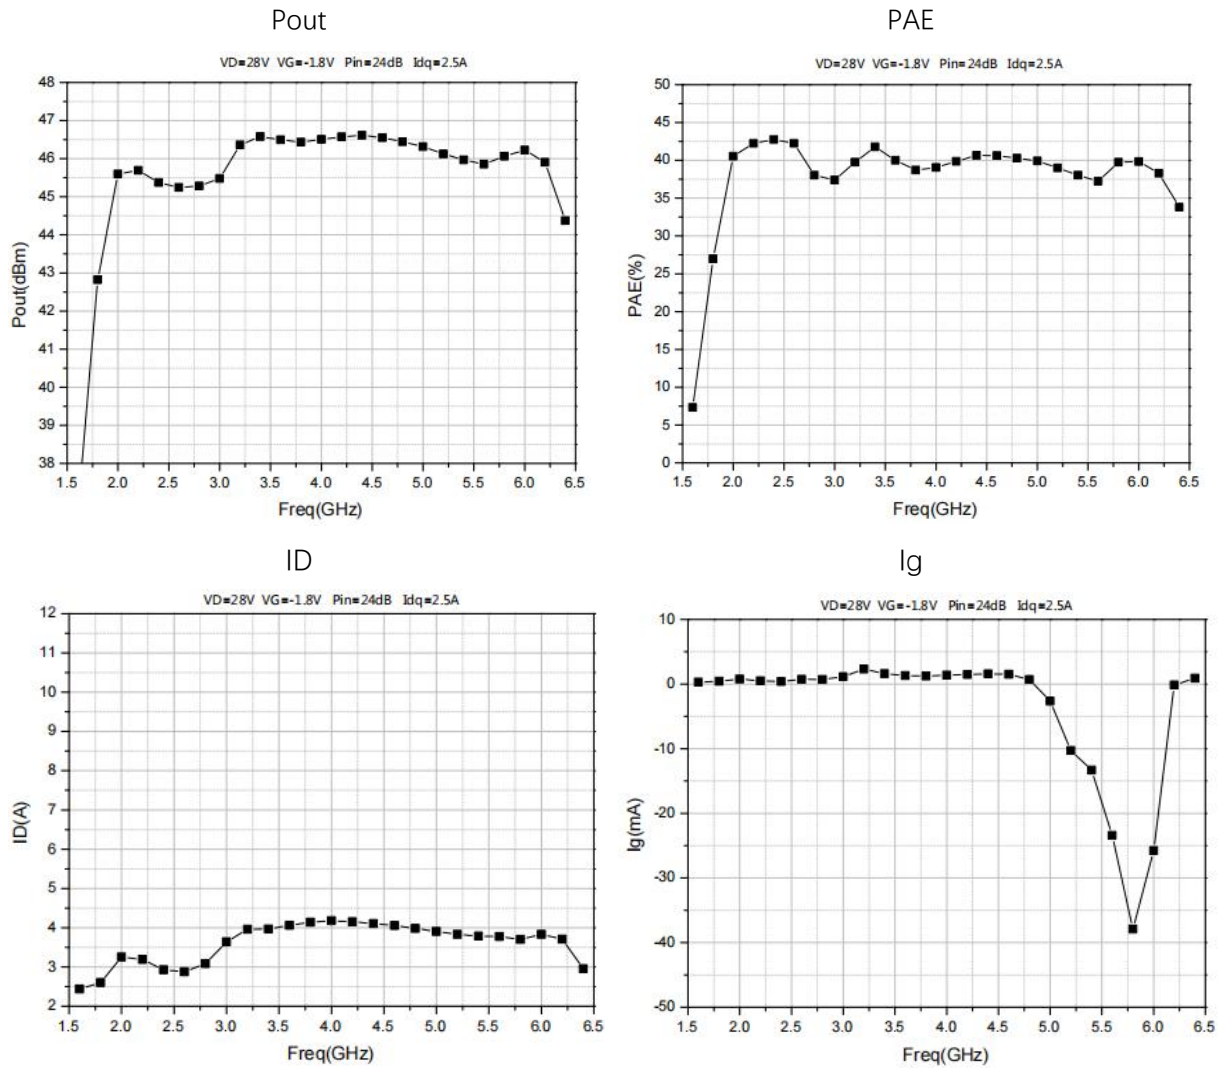 Pout
VD=28V VG=-1.8V Pin=24dB Idq=2.5A
48
47
46
45
44
43
42
41
40
39
38
Pout(dBm)
1.5 2.0 2.5 3.0 3.5 4.0 4.5 5.0 5.5 6.0 6.5
Freq(GHz)
PAE
VD=28V VG=-1.8V Pin=24dB Idq=2.5A
50
45
40
35
30
25
20
15
10
5
0
PAE(%)
1.5 2.0 2.5 3.0 3.5 4.0 4.5 5.0 5.5 6.0 6.5
Freq(GHz)
ID
VD=28V VG=-1.8V Pin=24dB Idq=2.5A
12
11
10
9
8
7
6
5
4
3
2
ID(A)
1.5 2.0 2.5 3.0 3.5 4.0 4.5 5.0 5.5 6.0 6.5
Freq(GHz)
Ig
VD=28V VG=-1.8V Pin=24dB Idq=2.5A
10
0
-10
-20
-30
-40
-50
Ig(mA)
1.5 2.0 2.5 3.0 3.5 4.0 4.5 5.0 5.5 6.0 6.5
Freq(GHz)